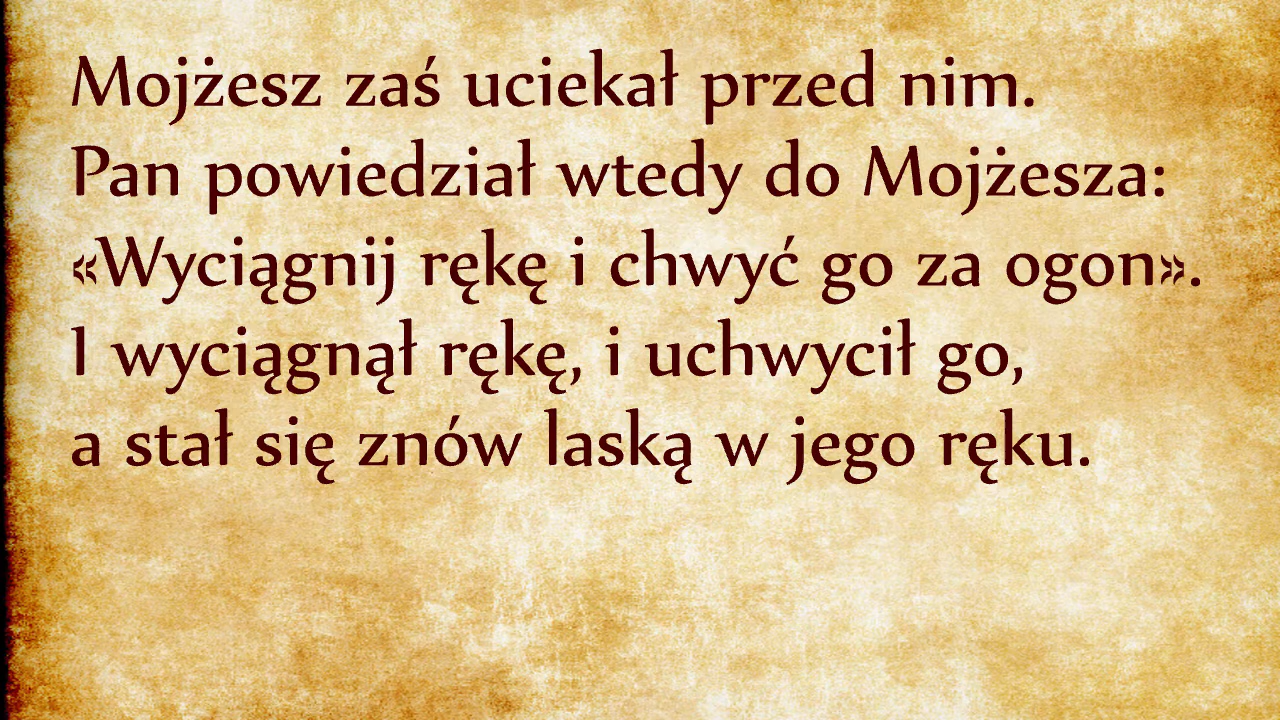 Mojżesz zaś uciekał przed nim.
Pan powiedział wtedy do Mojżesza:
«Wyciągnij rękę i chwyć go za ogon».
I wyciągnął rękę, i uchwycił go,
a stał się znów laską w jego ręku.